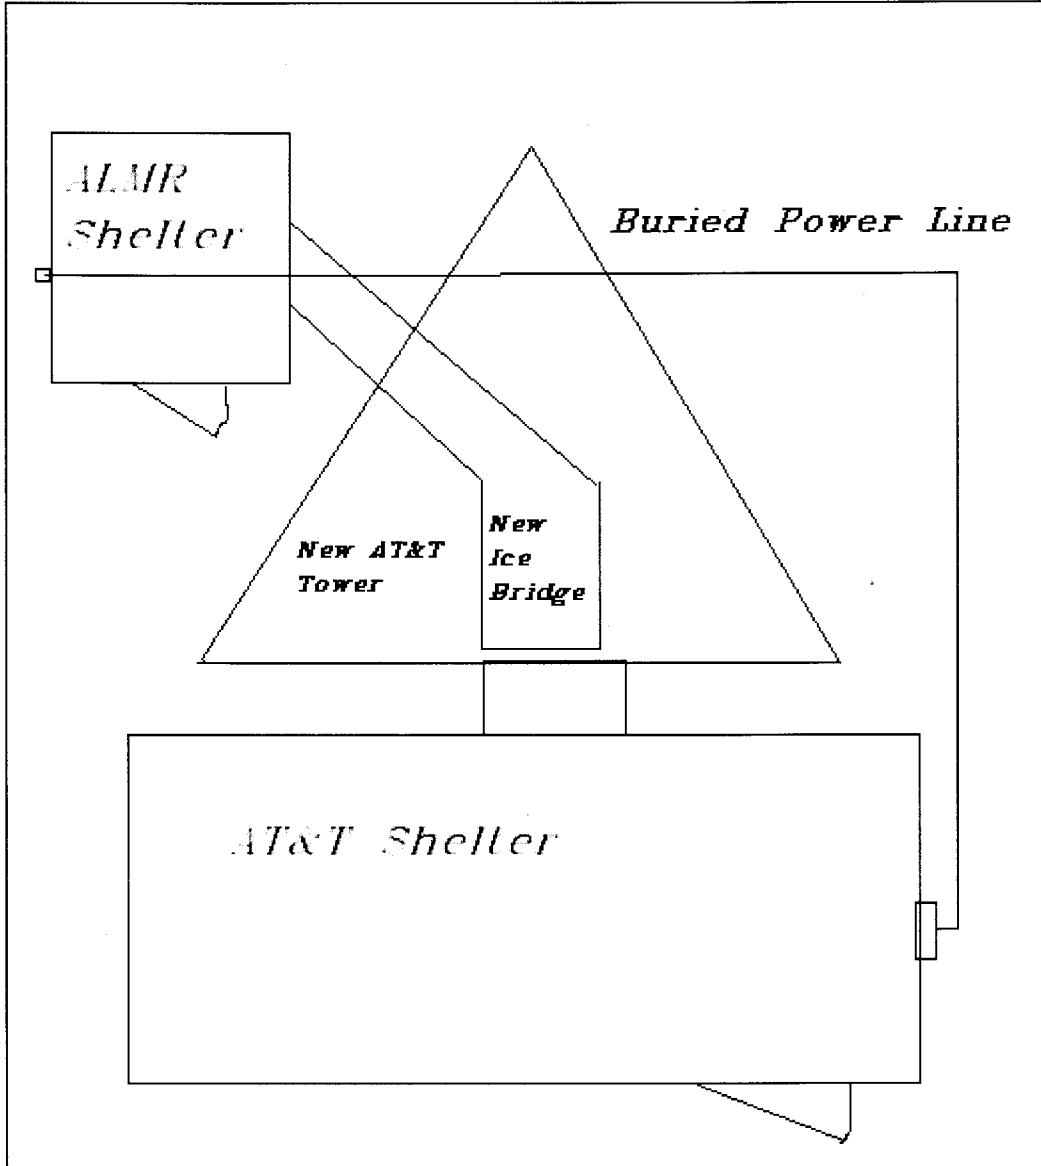 ALMR
Shelter
Buried Power Line
New AT&T
Tower
New
Ice
Bridge
AT&T Shelter